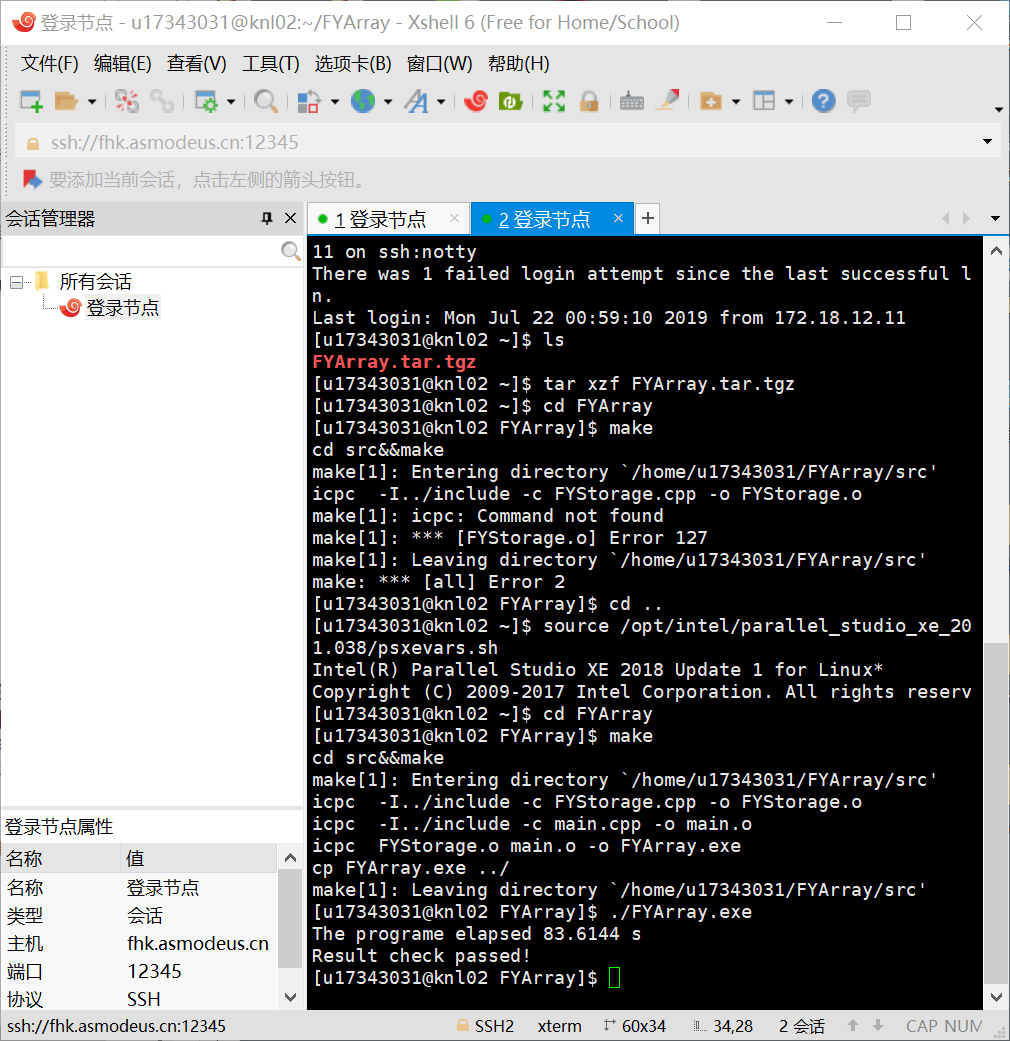 登录节点 - u17343031@knl02:~/FYArray - Xshell 6 (Free for Home/School)
文件(F) 编辑(E) 查看(V) 工具(T) 选项卡(B) 窗口(W) 帮助(H)
ssh://fhk.asmodeus.cn:12345
要添加当前会话，点击左侧的箭头按钮。
会话管理器
所有会话
登录节点
登录节点属性
名称 值
名称 登录节点
类型 会话
主机 fhk.asmodeus.cn
端口 12345
协议 SSH
1 登录节点 2 登录节点
11 on ssh:notty
There was 1 failed login attempt since the last successful l
n.
Last login: Mon Jul 22 00:59:10 2019 from 172.18.12.11
[u17343031@knl02 ~]$ ls
FYArray.tar.tgz
[u17343031@knl02 ~]$ tar xzf FYArray.tar.tgz
[u17343031@knl02 ~]$ cd FYArray
[u17343031@knl02 FYArray]$ make
cd src&&make
make[1]: Entering directory `/home/u17343031/FYArray/src'
icpc  -I../include -c FYStorage.cpp -o FYStorage.o
make[1]: icpc: Command not found
make[1]: *** [FYStorage.o] Error 127
make[1]: Leaving directory `/home/u17343031/FYArray/src'
make: *** [all] Error 2
[u17343031@knl02 FYArray]$ cd ..
[u17343031@knl02 ~]$ source /opt/intel/parallel_studio_xe_20
1.038/psxevars.sh
Intel(R) Parallel Studio XE 2018 Update 1 for Linux*
Copyright (C) 2009-2017 Intel Corporation. All rights reserv
[u17343031@knl02 ~]$ cd FYArray
[u17343031@knl02 FYArray]$ make
cd src&&make
make[1]: Entering directory `/home/u17343031/FYArray/src'
icpc  -I../include -c FYStorage.cpp -o FYStorage.o
icpc  -I../include -c main.cpp -o main.o
icpc  FYStorage.o main.o -o FYArray.exe
cp FYArray.exe ../
make[1]: Leaving directory `/home/u17343031/FYArray/src'
[u17343031@knl02 FYArray]$ ./FYArray.exe
The programe elapsed 83.6144 s
Result check passed!
[u17343031@knl02 FYArray]$
ssh://fhk.asmodeus.cn:12345 SSH2 xterm 60x34 34,28 2 会话 CAP NUM